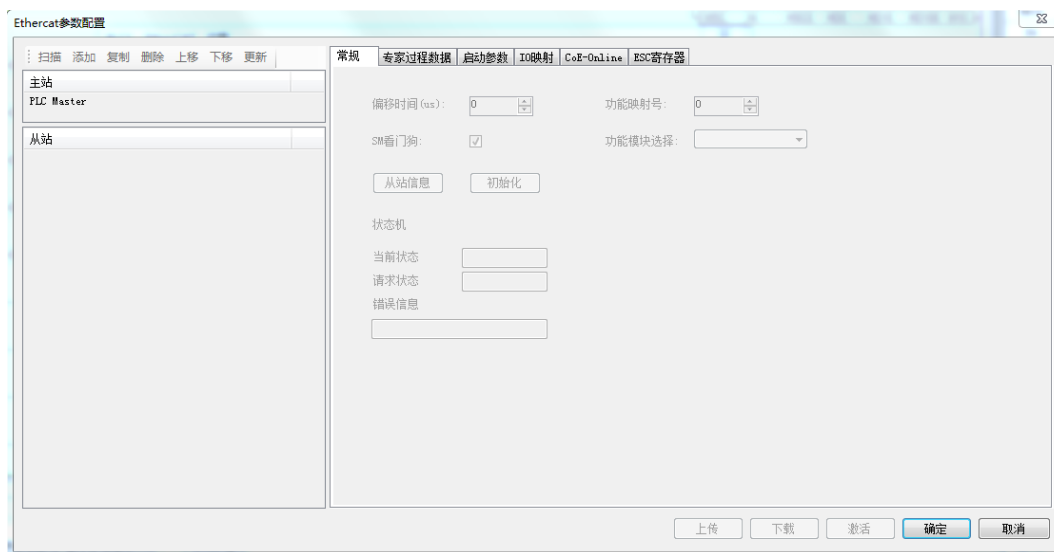 Ethercat参数配置
扫描 添加 复制 删除 上移 下移 更新
主站
PLC Master
从站
常规 专家过程数据 启动参数 IO映射 CoE-Online ESC寄存器
偏移时间(us): 0 功能映射号: 0
SM看门狗: 功能模块选择:
从站信息 初始化
状态机
当前状态
请求状态
错误信息
上传 下载 激活 确定 取消